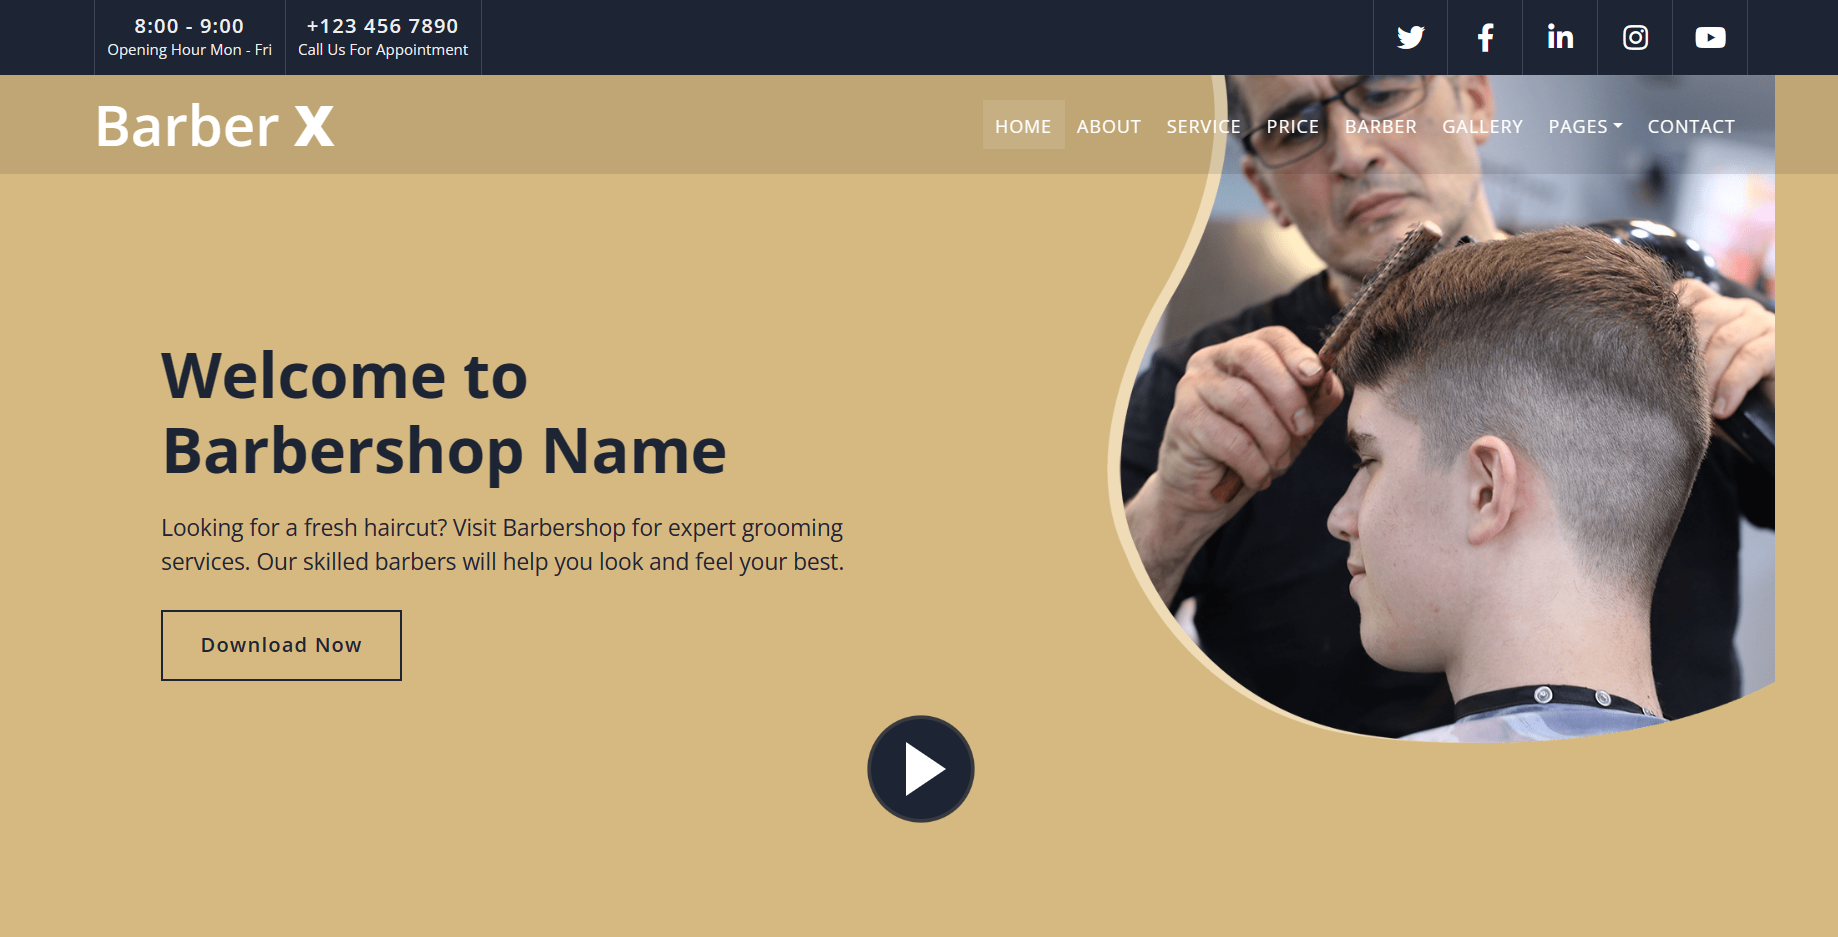 8:00 - 9:00
Opening Hour Mon - Fri
+123 456 7890
Call Us For Appointment
Barber X
HOME ABOUT SERVICE PRICE BARBER GALLERY PAGES CONTACT
Welcome to
Barbershop Name
Looking for a fresh haircut? Visit Barbershop for expert grooming
services. Our skilled barbers will help you look and feel your best.
Download Now